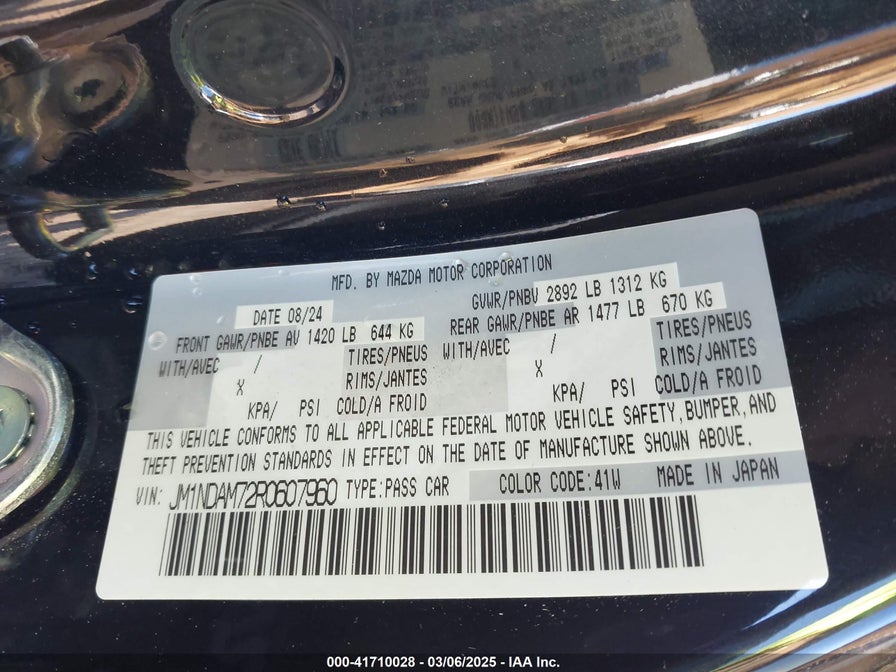 MFD. BY MAZDA MOTOR CORPORATION
DATE 08/24 GVWR/PNBV 2892 LB 1312 KG
FRONT GAWR/PNBE AV 1420 LB 644 KG REAR GAWR/PNBE AR 1477 LB 670 KG
WITH/AVEC / TIRES/PNEUS WITH/AVEC / TIRES/PNEUS
X RIMS/JANTES X RIMS/JANTES
KPA/ PSI COLD/A FROID KPA/ PSI COLD/A FROID
THIS VEHICLE CONFORMS TO ALL APPLICABLE FEDERAL MOTOR VEHICLE SAFETY,BUMPER,AND
THEFT PREVENTION STANDARDS IN EFFECT ON THE DATE OF MANUFACTURE SHOWN ABOVE.
VIN: JM1NDAM72R0607960 TYPE:PASS CAR COLOR CODE:41W MADE IN JAPAN
000-41710028 - 03/06/2025 - IAA Inc.